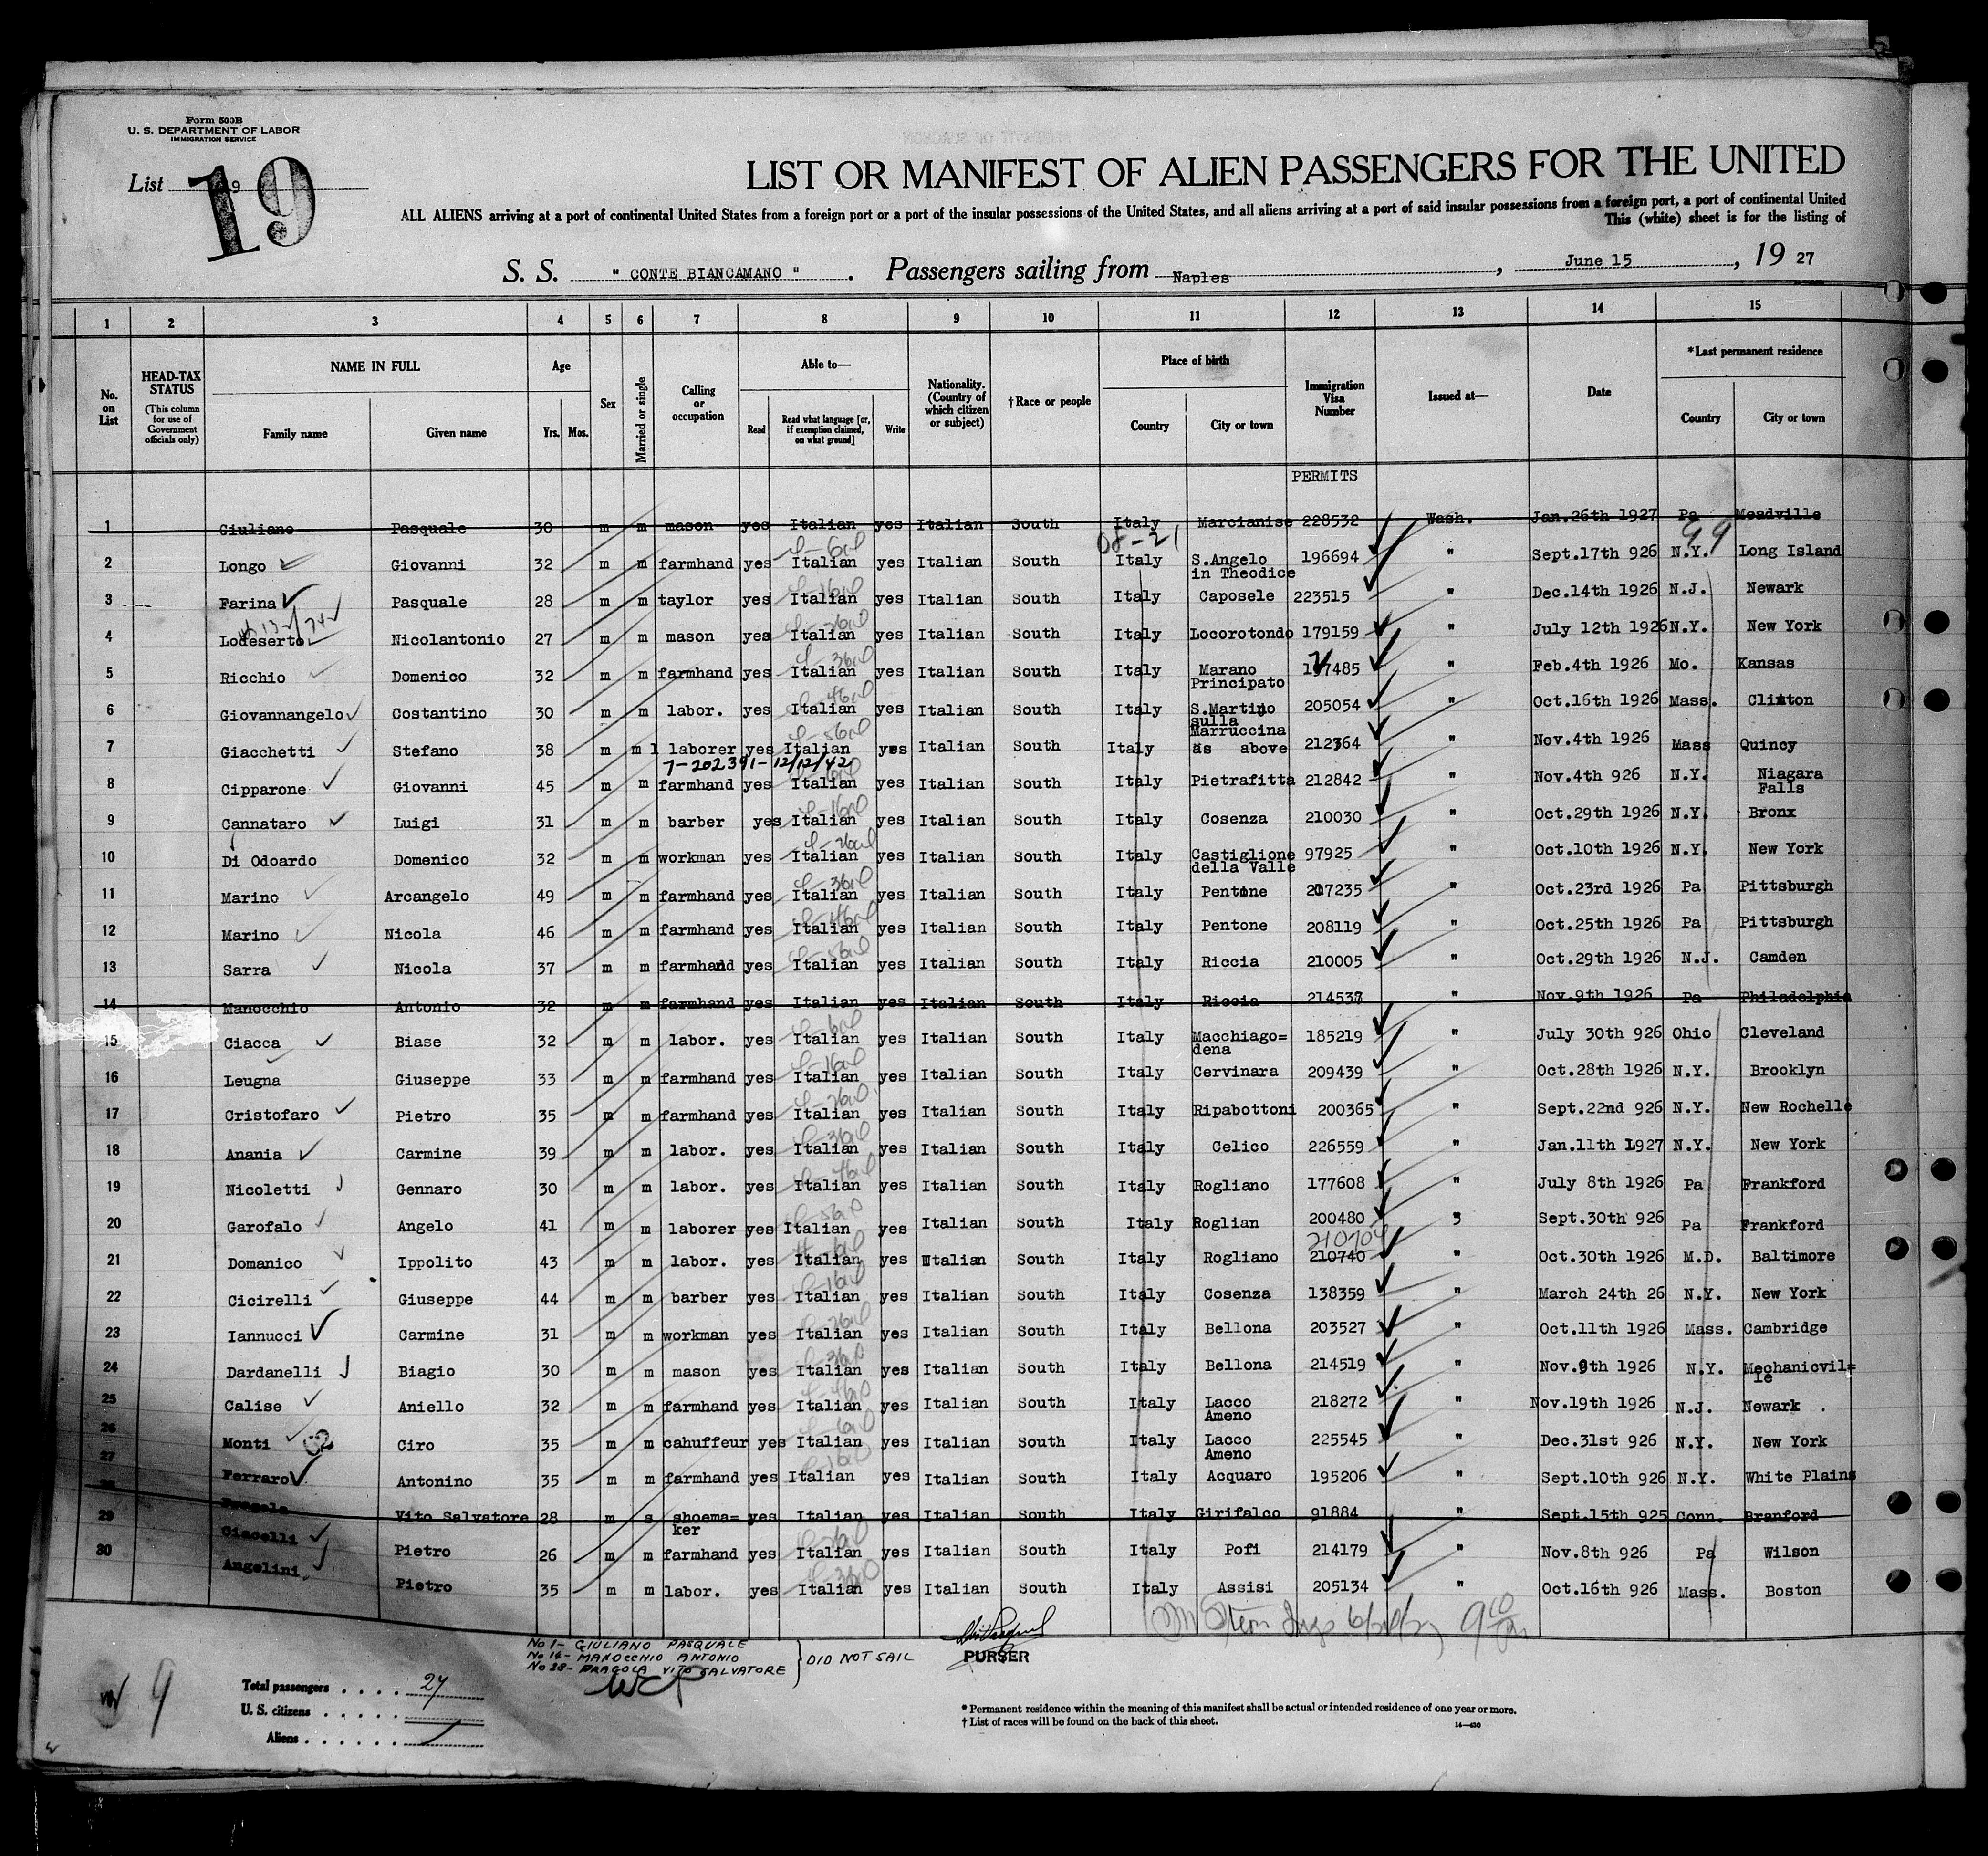 Form 500B
U. S. DEPARTMENT OF LABOR
IMMIGRATION SERVICE
List 19
19
LIST OR MANIFEST OF ALIEN PASSENGERS FOR THE UNITED
ALL ALIENS arriving at a port of continental United States from a foreign port or a port of the insular possessions of the United States, and all aliens arriving at a port of said insular possessions from a foreign port, a port of continental United
This (white) sheet is for the listing of
S. S. " CONTE BIANCAMANO ". Passengers sailing from Naples, June 15, 1927
1 2 3 4 5 6 7 8 9 10 11 12 13 14 15
No. on List
HEAD-TAX STATUS (This column for use of Government officials only)
NAME IN FULL Family name Given name
Age Yrs. Mos.
Sex
Married or single
Calling or occupation
Able to— Read Read what language [or, if exemption claimed, on what ground] Write
Nationality. (Country of which citizen or subject)
†Race or people
Place of birth Country City or town
Immigration Visa Number
Issued at—
Date
*Last permanent residence Country City or town
PERMITS
1 Giuliano Pasquale 30 m m mason yes Italian yes Italian South Italy Marcianise 228532 Wash. Jan.26th 1927 Pa Meadville
08-21 99
2 Longo Giovanni 32 m m farmhand yes Italian yes Italian South Italy S.Angelo in Theodice 196694 " Sept.17th 926 N.Y. Long Island
3 Farina Pasquale 28 m m taylor yes Italian yes Italian South Italy Caposele 223515 " Dec.14th 1926 N.J. Newark
4 Lodeserto Nicolantonio 27 m m mason yes Italian yes Italian South Italy Locorotondo 179159 " July 12th 1926 N.Y. New York
5 Ricchio Domenico 32 m m farmhand yes Italian yes Italian South Italy Marano Principato 7485 " Feb.4th 1926 Mo. Kansas
6 Giovannangelo Costantino 30 m m labor. yes Italian yes Italian South Italy S.Martino sulla Marruccina 205054 " Oct.16th 1926 Mass. Clinton
7 Giacchetti Stefano 38 m m l laborer yes Italian yes Italian South Italy as above 212364 " Nov.4th 1926 Mass Quincy
7-202391-12/12/42
8 Cipparone Giovanni 45 m m farmhand yes Italian yes Italian South Italy Pietrafitta 212842 " Nov.4th 926 N.Y. Niagara Falls
9 Cannataro Luigi 31 m m barber yes Italian yes Italian South Italy Cosenza 210030 " Oct.29th 1926 N.Y. Bronx
10 Di Odoardo Domenico 32 m m workman yes Italian yes Italian South Italy Castiglione della Valle 97925 " Oct.10th 1926 N.Y. New York
11 Marino Arcangelo 49 m m farmhand yes Italian yes Italian South Italy Pentone 207235 " Oct.23rd 1926 Pa Pittsburgh
12 Marino Nicola 46 m m farmhand yes Italian yes Italian South Italy Pentone 208119 " Oct.25th 1926 Pa Pittsburgh
13 Sarra Nicola 37 m m farmhand yes Italian yes Italian South Italy Riccia 210005 " Oct.29th 1926 N.J. Camden
14 Manocchio Antonio 32 m m farmhand yes Italian yes Italian South Italy Riccia 214537 " Nov.9th 1926 Pa Philadelphia
15 Ciacca Biase 32 m m labor. yes Italian yes Italian South Italy Macchiago=dena 185219 " July 30th 926 Ohio Cleveland
16 Leugna Giuseppe 33 m m farmhand yes Italian yes Italian South Italy Cervinara 209439 " Oct.28th 1926 N.Y. Brooklyn
17 Cristofaro Pietro 35 m m farmhand yes Italian yes Italian South Italy Ripabottoni 200365 " Sept.22nd 926 N.Y. New Rochelle
18 Anania Carmine 39 m m labor. yes Italian yes Italian South Italy Celico 226559 " Jan.11th 1927 N.Y. New York
19 Nicoletti Gennaro 30 m m labor. yes Italian yes Italian South Italy Rogliano 177608 " July 8th 1926 Pa Frankford
20 Garofalo Angelo 41 m m laborer yes Italian yes Italian South Italy Roglian 200480 " Sept.30th 926 Pa Frankford
210704
21 Domanico Ippolito 43 m m labor. yes Italian yes Italian South Italy Rogliano 210740 " Oct.30th 1926 M.D. Baltimore
22 Cicirelli Giuseppe 44 m m barber yes Italian yes Italian South Italy Cosenza 138359 " March 24th 26 N.Y. New York
23 Iannucci Carmine 31 m m workman yes Italian yes Italian South Italy Bellona 203527 " Oct.11th 1926 Mass. Cambridge
24 Dardanelli Biagio 30 m m mason yes Italian yes Italian South Italy Bellona 214519 " Nov.9th 1926 N.Y. Mechanicvil=le
25 Calise Aniello 32 m m farmhand yes Italian yes Italian South Italy Lacco Ameno 218272 " Nov.19th 1926 N.J. Newark .
26 Monti Ciro 35 m m cahuffeur yes Italian yes Italian South Italy Lacco Ameno 225545 " Dec.31st 926 N.Y. New York
27 Ferraro Antonino 35 m m farmhand yes Italian yes Italian South Italy Acquaro 195206 " Sept.10th 926 N.Y. White Plains
28 Fragola Vito Salvatore 28 m s shoema=ker yes Italian yes Italian South Italy Girifalco 91884 " Sept.15th 925 Conn. Branford
29 Ciacelli Pietro 26 m m farmhand yes Italian yes Italian South Italy Pofi 214179 " Nov.8th 926 Pa Wilson
30 Angelini Pietro 35 m m labor. yes Italian yes Italian South Italy Assisi 205134 " Oct.16th 926 Mass. Boston
No 1- GIULIANO PASQUALE
No 14- MANOCCHIO ANTONIO
No 28- FRAGOLA VITO SALVATORE
DID NOT SAIL
PURSER
9
Total passengers . . . . 27
U. S. citizens . . . . .
Aliens . . . . . .
* Permanent residence within the meaning of this manifest shall be actual or intended residence of one year or more.
† List of races will be found on the back of this sheet.
14—430